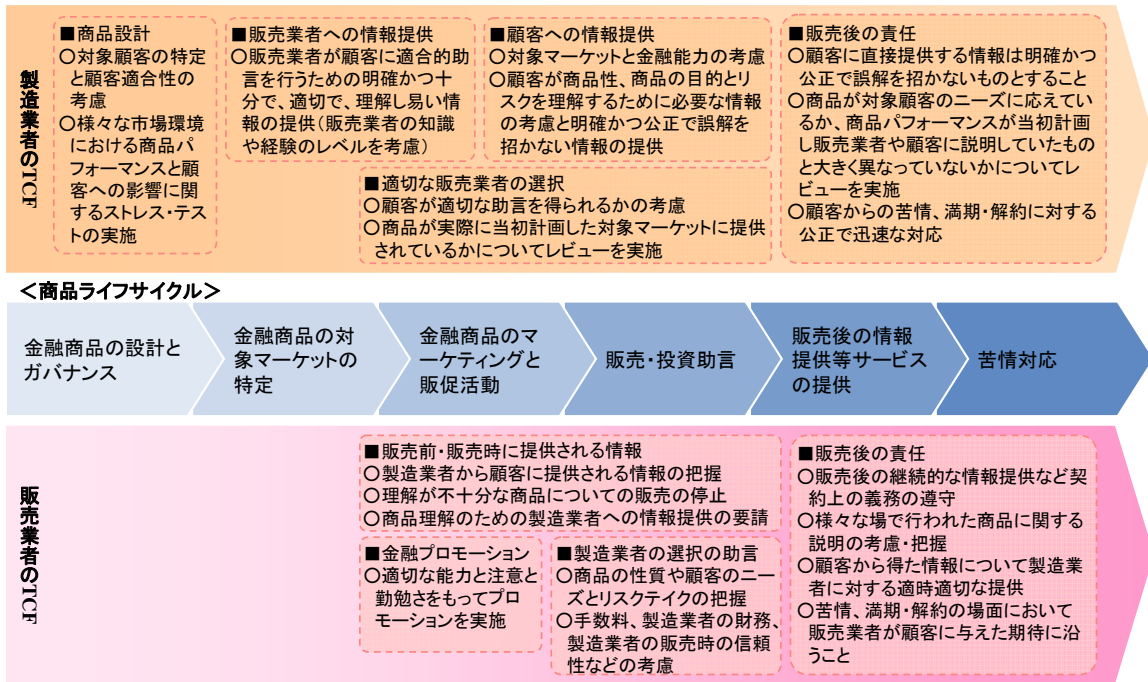 製造業者のTCF
■商品設計
○対象顧客の特定
と顧客適合性の
考慮
○様々な市場環境
における商品パ
フォーマンスと顧
客への影響に関
するストレス・テス
トの実施
■販売業者への情報提供
○販売業者が顧客に適合的助
言を行うための明確かつ十
分で、適切で、理解し易い情
報の提供（販売業者の知識
や経験のレベルを考慮）
■顧客への情報提供
○対象マーケットと金融能力の考慮
○顧客が商品性、商品の目的とリ
スクを理解するために必要な情報
の考慮と明確かつ公正で誤解を
招かない情報の提供
■適切な販売業者の選択
○顧客が適切な助言を得られるかの考慮
○商品が実際に当初計画した対象マーケットに提供
されているかについてレビューを実施
■販売後の責任
○顧客に直接提供する情報は明確かつ
公正で誤解を招かないものとすること
○商品が対象顧客のニーズに応えてい
るか、商品パフォーマンスが当初計画
し販売業者や顧客に説明していたもの
と大きく異なっていないかについてレ
ビューを実施
○顧客からの苦情、満期・解約に対する
公正で迅速な対応
＜商品ライフサイクル＞
金融商品の設計と
ガバナンス
金融商品の対
象マーケットの
特定
金融商品のマ
ーケティングと
販促活動
販売・投資助言
販売後の情報
提供等サービス
の提供
苦情対応
販売業者のTCF
■販売前・販売時に提供される情報
○製造業者から顧客に提供される情報の把握
○理解が不十分な商品についての販売の停止
○商品理解のための製造業者への情報提供の要請
■金融プロモーション
○適切な能力と注意と
勤勉さをもってプロ
モーションを実施
■製造業者の選択の助言
○商品の性質や顧客のニー
ズとリスクテイクの把握
○手数料、製造業者の財務、
製造業者の販売時の信頼
性などの考慮
■販売後の責任
○販売後の継続的な情報提供など契
約上の義務の遵守
○様々な場で行われた商品に関する
説明の考慮・把握
○顧客から得た情報について製造業
者に対する適時適切な提供
○苦情、満期・解約の場面において
販売業者が顧客に与えた期待に沿
うこと